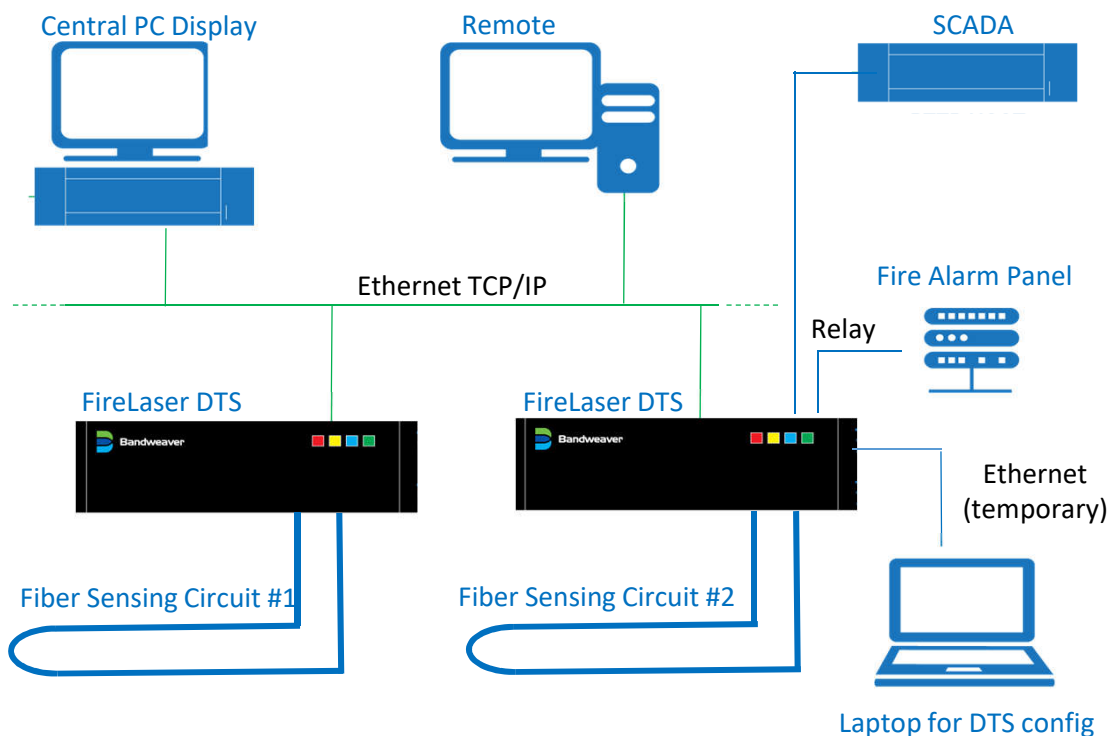 Central PC Display
Remote
SCADA
Ethernet TCP/IP
Fire Alarm Panel
Relay
FireLaser DTS
FireLaser DTS
Bandweaver
Bandweaver
Ethernet
(temporary)
Fiber Sensing Circuit #1
Fiber Sensing Circuit #2
Laptop for DTS config